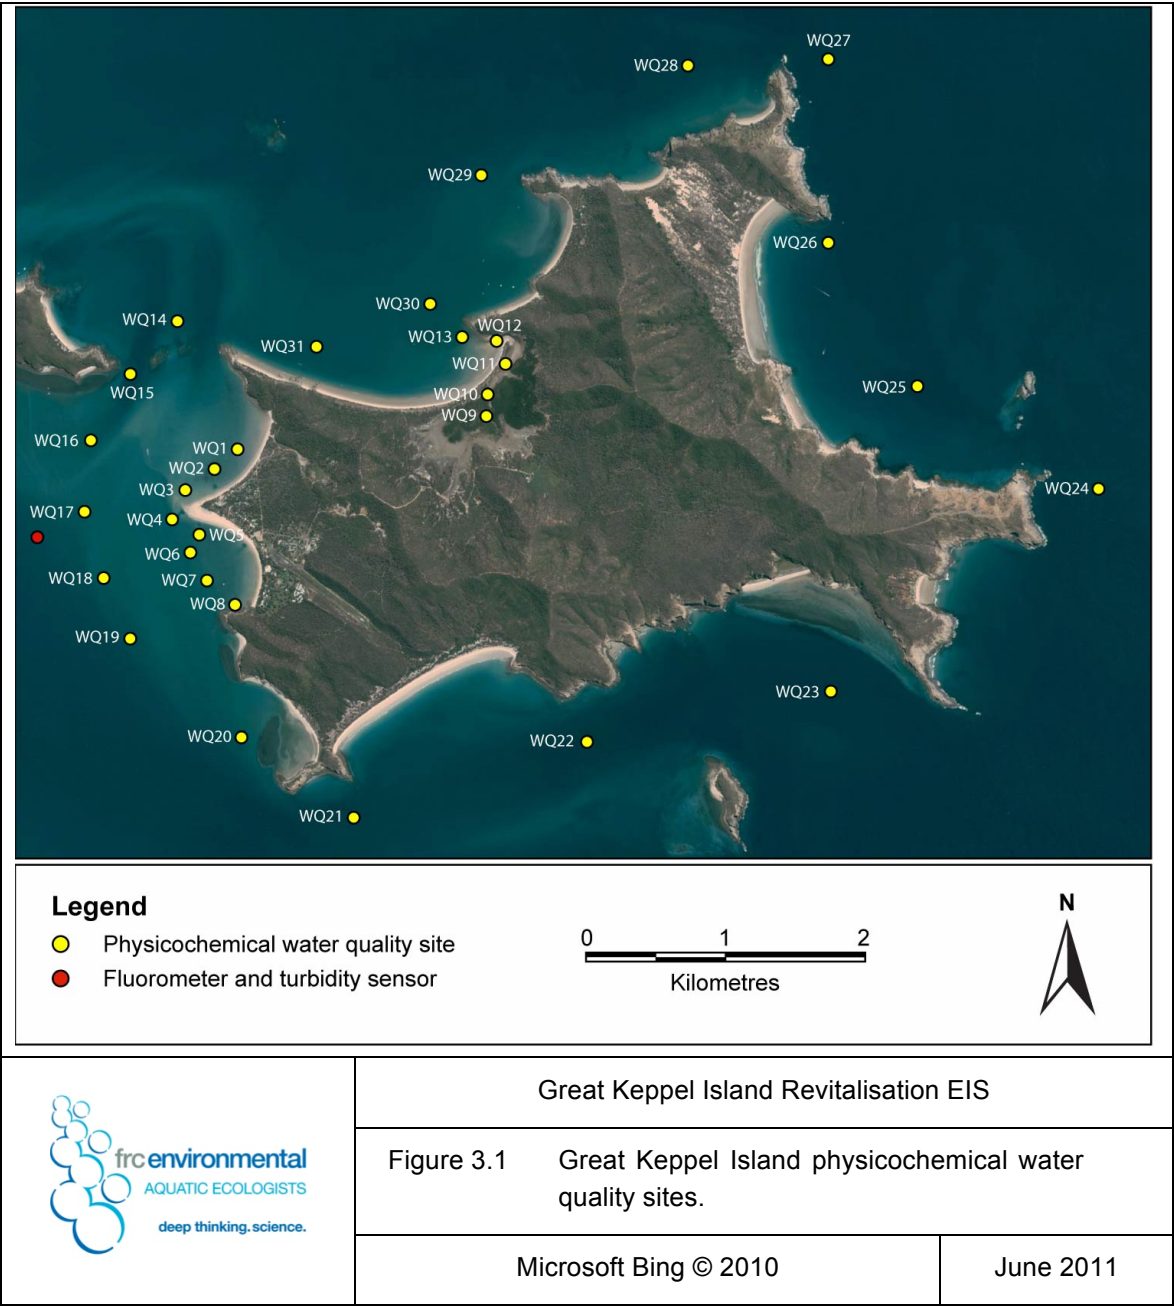 WQ27
WQ28
WQ29
WQ26
WQ30
WQ14
WQ12
WQ13
WQ31
WQ11
WQ15
WQ25
WQ10
WQ9
WQ16
WQ1
WQ2
WQ3
WQ24
WQ17
WQ4
WQ5
WQ6
WQ18
WQ7
WQ8
WQ19
WQ23
WQ20
WQ22
WQ21
Legend
Physicochemical water quality site
Fluorometer and turbidity sensor
0 1 2
Kilometres
N
frcenvironmental
AQUATIC ECOLOGISTS
deep thinking.science.
Great Keppel Island Revitalisation EIS
Figure 3.1 Great Keppel Island physicochemical water
quality sites.
Microsoft Bing © 2010
June 2011